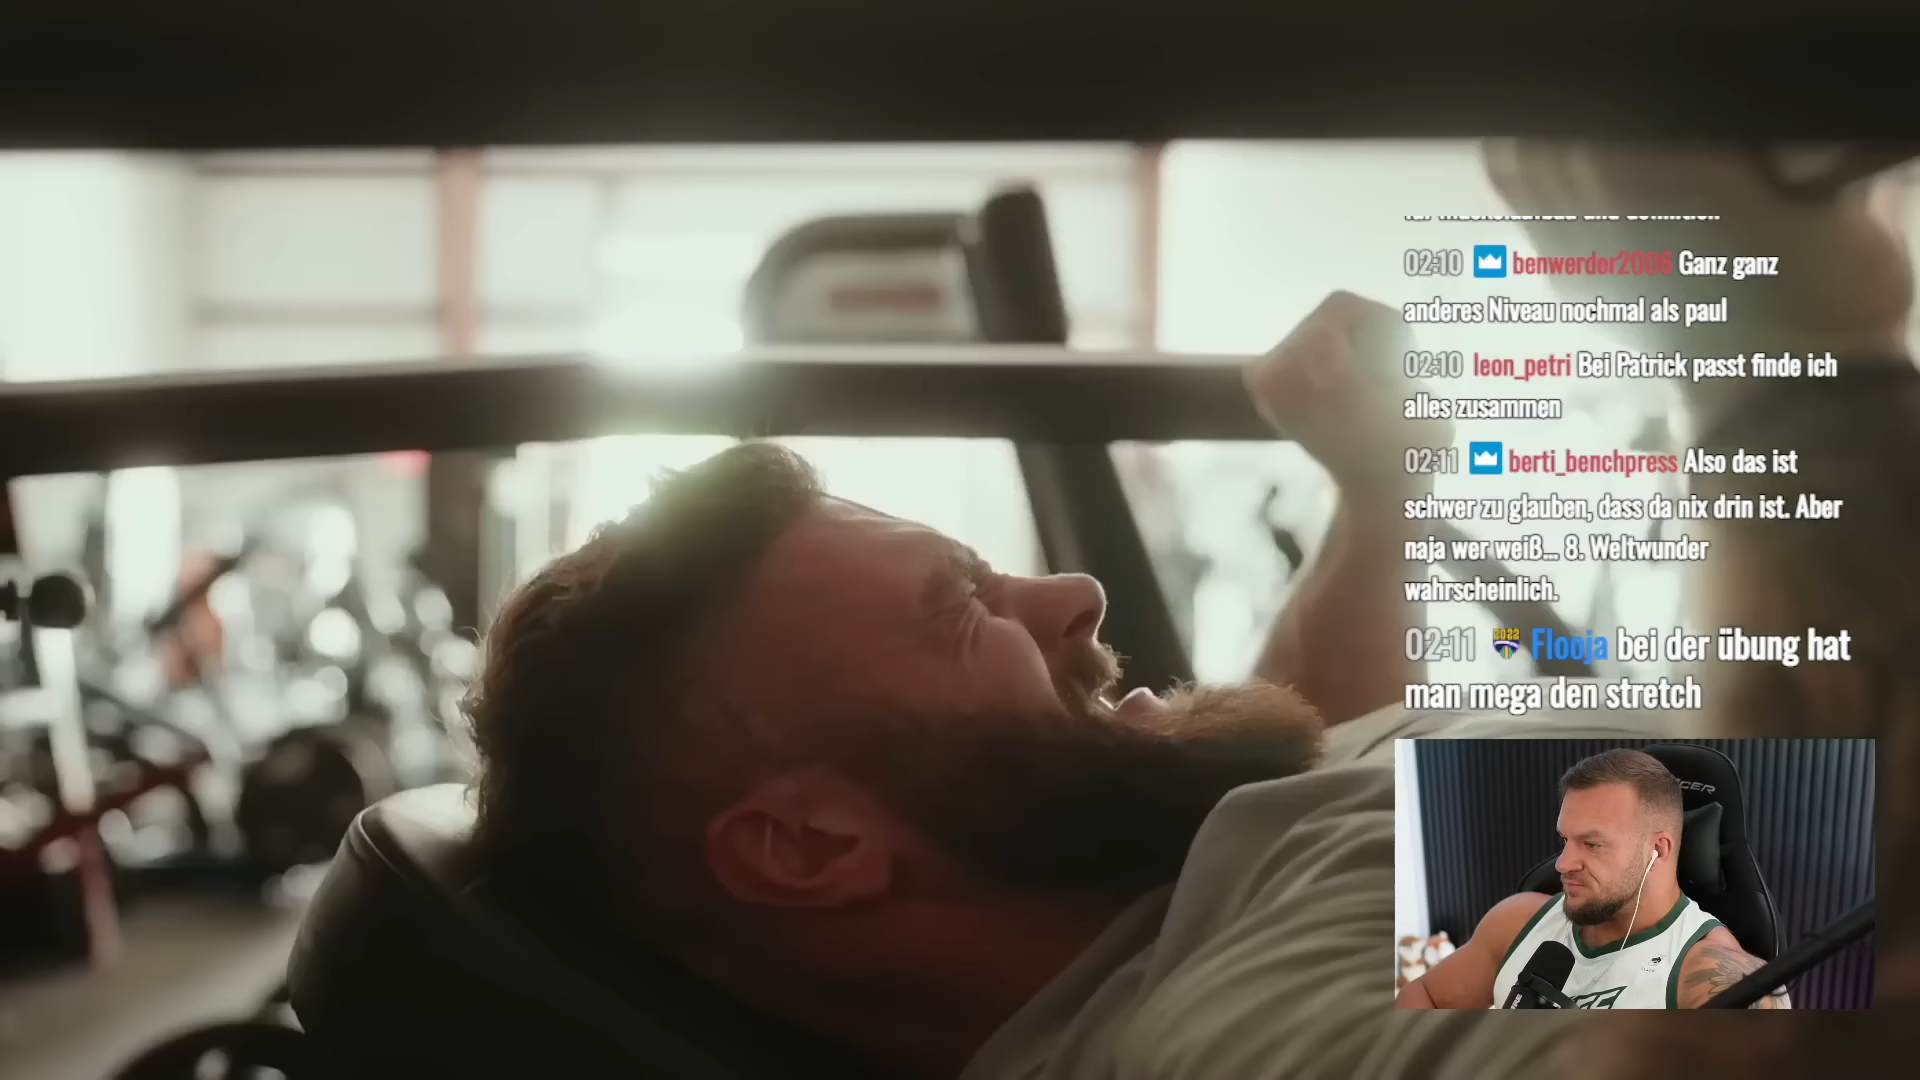 02:10 benwerder2006 Ganz ganz
anderes Niveau nochmal als paul
02:10 leon_petri Bei Patrick passt finde ich
alles zusammen
02:11 berti_benchpress Also das ist
schwer zu glauben, dass da nix drin ist. Aber
naja wer weiß... 8. Weltwunder
wahrscheinlich.
02:11 2022 Flooja bei der übung hat
man mega den stretch